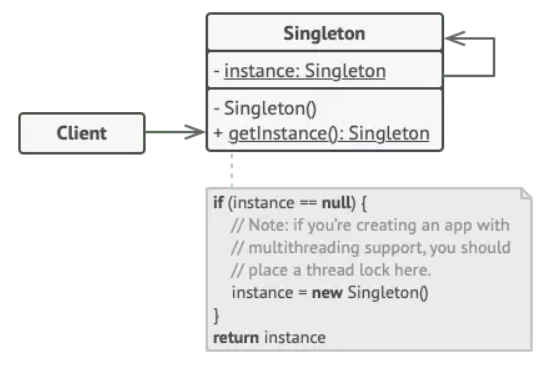 Singleton
- instance: Singleton
- Singleton()
+ getInstance(): Singleton
Client
if (instance == null) {
// Note: if you're creating an app with
// multithreading support, you should
// place a thread lock here.
instance = new Singleton()
}
return instance